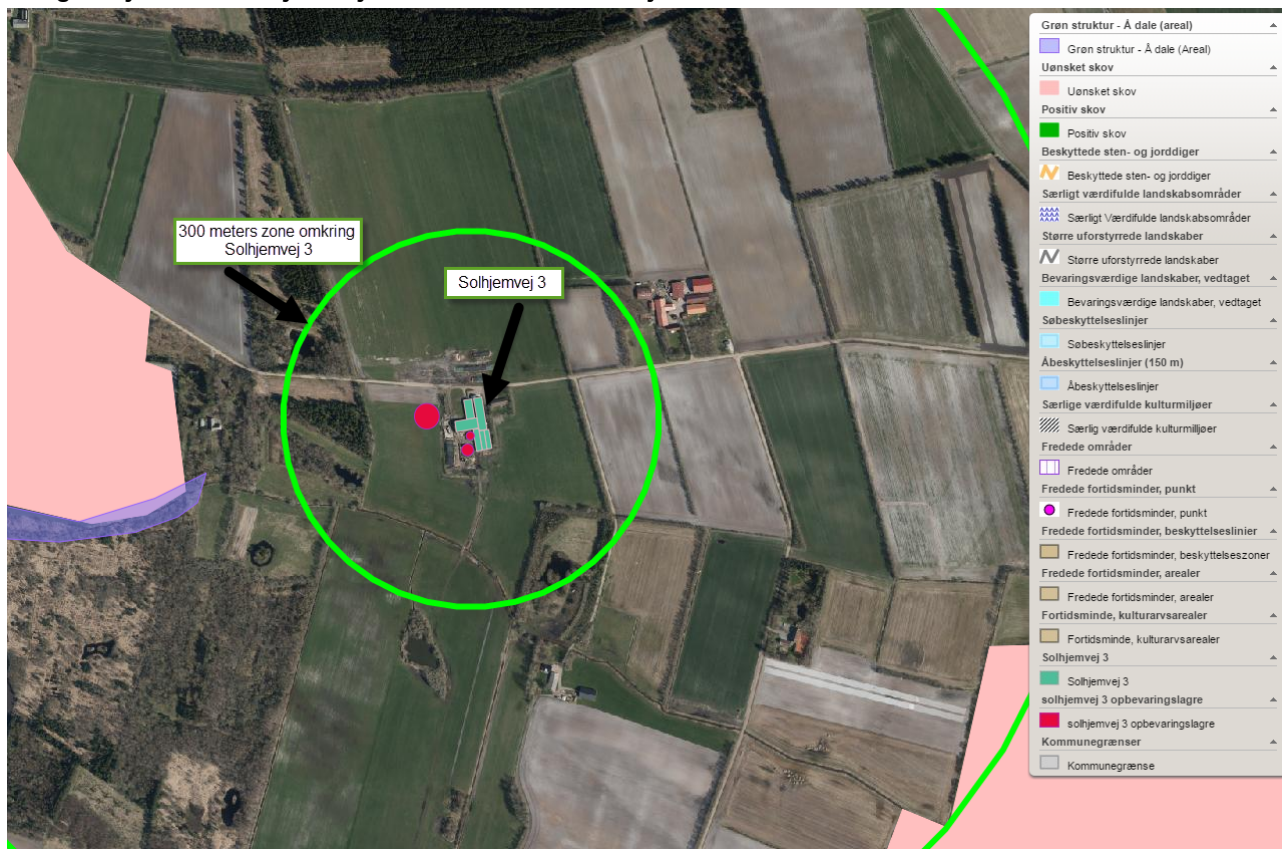 300 meters zone omkring
Solhjemvej 3
Solhjemvej 3
Grøn struktur - Å dale (areal)
Grøn struktur - Å dale (Areal)
Uønsket skov
Uønsket skov
Positiv skov
Positiv skov
Beskyttede sten- og jorddiger
Beskyttede sten- og jorddiger
Særligt værdifulde landskabsområder
Særligt Værdifulde landskabsområder
Større uforstyrrede landskaber
Større uforstyrrede landskaber
Bevaringsværdige landskaber, vedtaget
Bevaringsværdige landskaber, vedtaget
Søbeskyttelseslinjer
Søbeskyttelseslinjer
Åbeskyttelseslinjer (150 m)
Åbeskyttelseslinjer
Særlige værdifulde kulturmiljøer
Særlig værdifulde kulturmiljøer
Fredede områder
Fredede områder
Fredede fortidsminder, punkt
Fredede fortidsminder, punkt
Fredede fortidsminder, beskyttelseslinier
Fredede fortidsminder, beskyttelseszoner
Fredede fortidsminder, arealer
Fredede fortidsminder, arealer
Fortidsminde, kulturarvsarealer
Fortidsminde, kulturarvsarealer
Solhjemvej 3
Solhjemvej 3
solhjemvej 3 opbevaringslagre
solhjemvej 3 opbevaringslagre
Kommunegrænser
Kommunegrænse